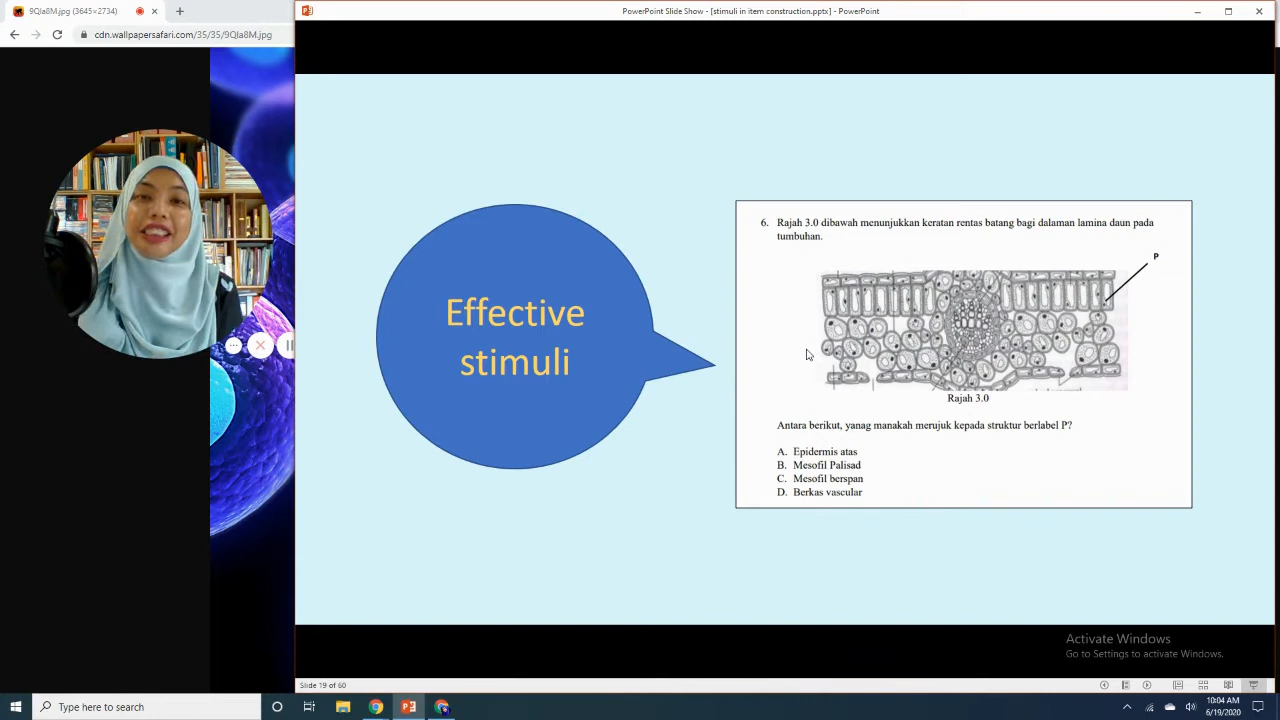 9QIa8M.jpg (3645×2734)
cdn.wallpapersafari.com/35/35/9QIa8M.jpg
PowerPoint Slide Show - [stimuli in item construction.pptx] - PowerPoint
Effective
stimuli
6. Rajah 3.0 dibawah menunjukkan keratan rentas batang bagi dalaman lamina daun pada
tumbuhan.
P
Rajah 3.0
Antara berikut, yanag manakah merujuk kepada struktur berlabel P?
A. Epidermis atas
B. Mesofil Palisad
C. Mesofil berspan
D. Berkas vascular
Activate Windows
Go to Settings to activate Windows.
Slide 19 of 60
Type here to search
10:04 AM
6/19/2020